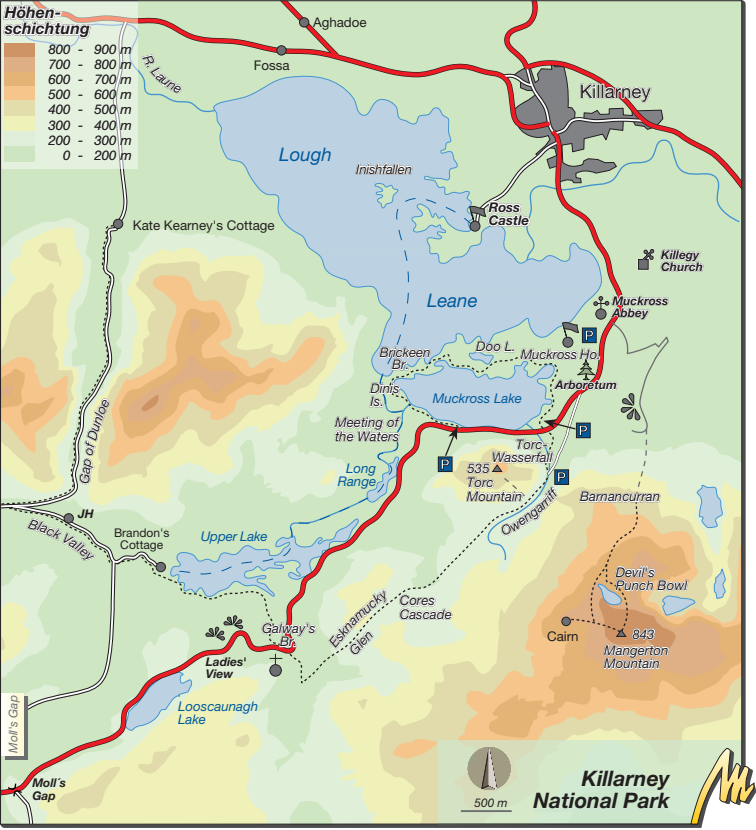 Höhen-
schichtung
800 - 900 m
700 - 800 m
600 - 700 m
500 - 600 m
400 - 500 m
300 - 400 m
200 - 300 m
0 - 200 m
Aghadoe
Fossa
R. Laune
Killarney
Lough
Inishfallen
Ross
Castle
Kate Kearney's Cottage
Killegy
Church
Leane
Muckross
Abbey
P
Doo L.
Brickeen
Br.
Muckross Ho.
Arboretum
Dinis
Is.
Muckross Lake
Gap of Dunloe
Meeting of
the Waters
P
Torc-
Wasserfall
P
Long
Range
535
Torc
Mountain
P
Owengarriff
Barnancurran
JH
Black Valley
Brandon's
Cottage
Upper Lake
Devil's
Punch Bowl
Esknamucky
Glen
Cores
Cascade
Galway's
Br.
Cairn
843
Mangerton
Mountain
Ladies'
View
Looscaunagh
Lake
Moll's Gap
Moll´s
Gap
500 m
Killarney
National Park